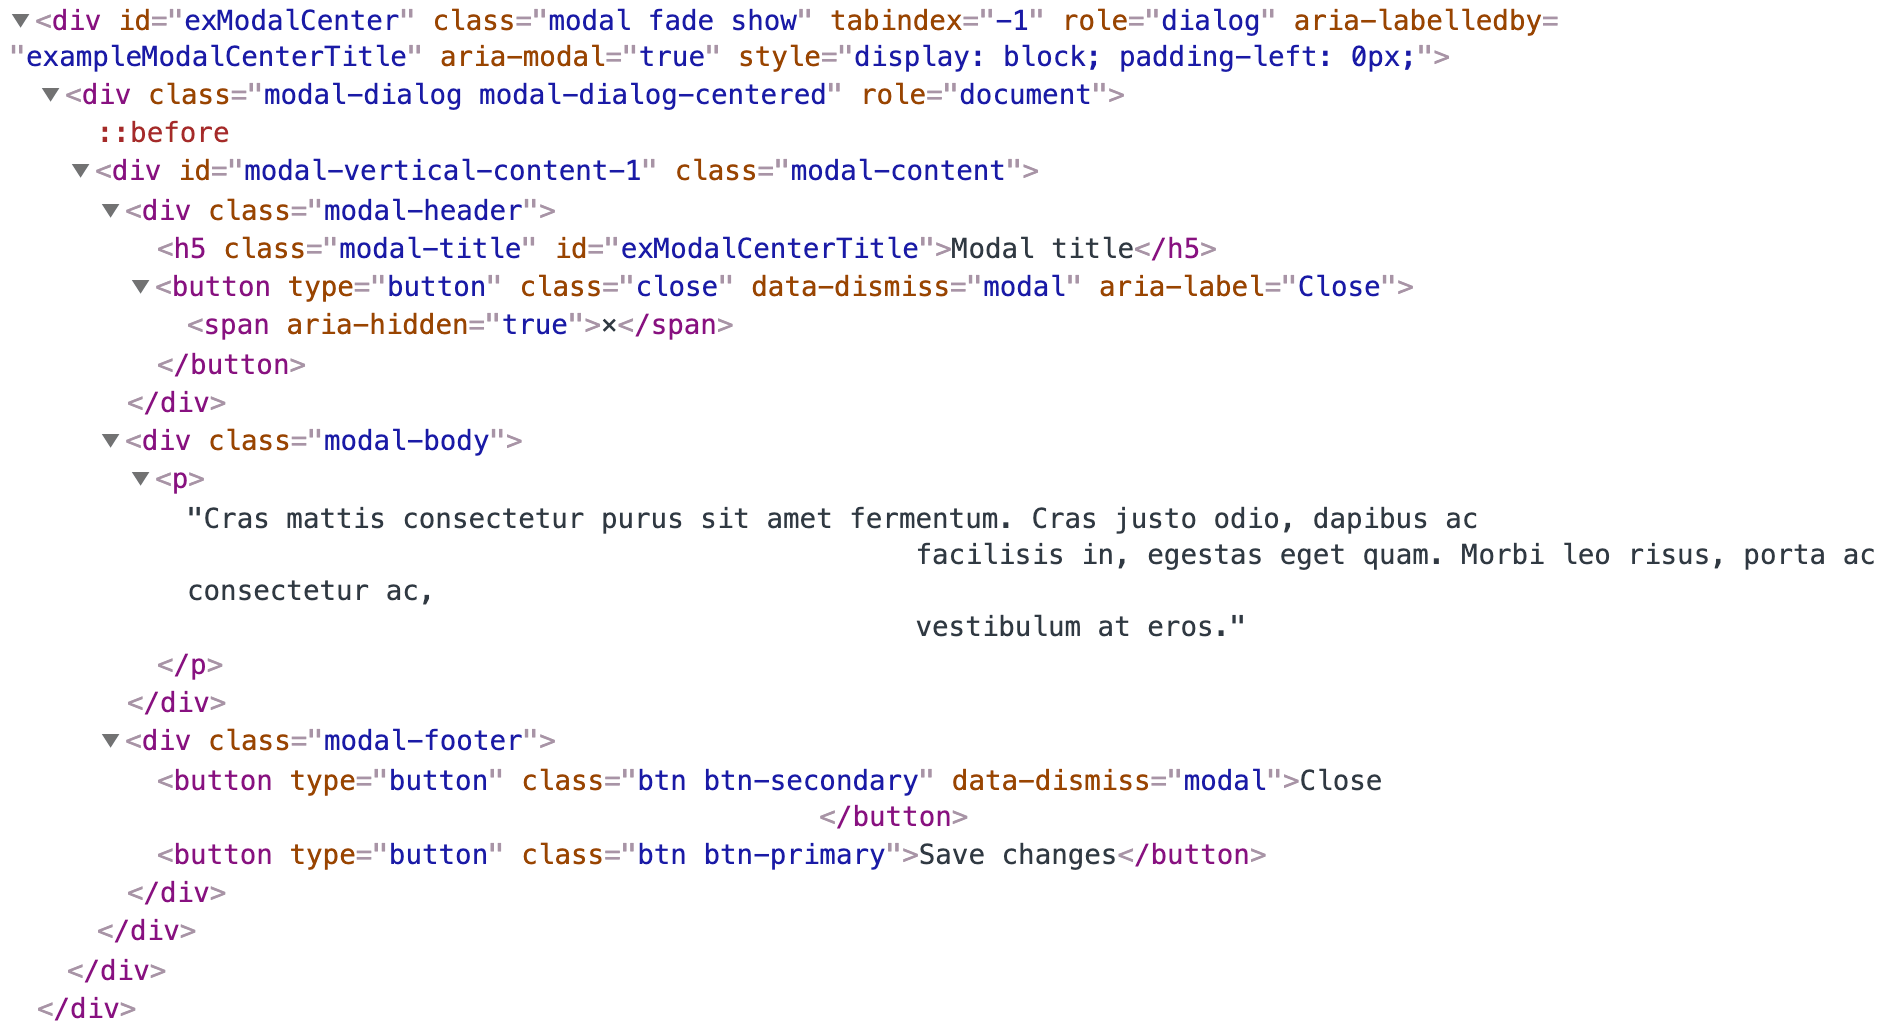 <div id="exModalCenter" class="modal fade show" tabindex="-1" role="dialog" aria-labelledby=
"exampleModalCenterTitle" aria-modal="true" style="display: block; padding-left: 0px;">
<div class="modal-dialog modal-dialog-centered" role="document">
::before
<div id="modal-vertical-content-1" class="modal-content">
<div class="modal-header">
<h5 class="modal-title" id="exModalCenterTitle">Modal title</h5>
<button type="button" class="close" data-dismiss="modal" aria-label="Close">
<span aria-hidden="true">×</span>
</button>
</div>
<div class="modal-body">
<p>
"Cras mattis consectetur purus sit amet fermentum. Cras justo odio, dapibus ac
facilisis in, egestas eget quam. Morbi leo risus, porta ac
consectetur ac,
vestibulum at eros."
</p>
</div>
<div class="modal-footer">
<button type="button" class="btn btn-secondary" data-dismiss="modal">Close
</button>
<button type="button" class="btn btn-primary">Save changes</button>
</div>
</div>
</div>
</div>